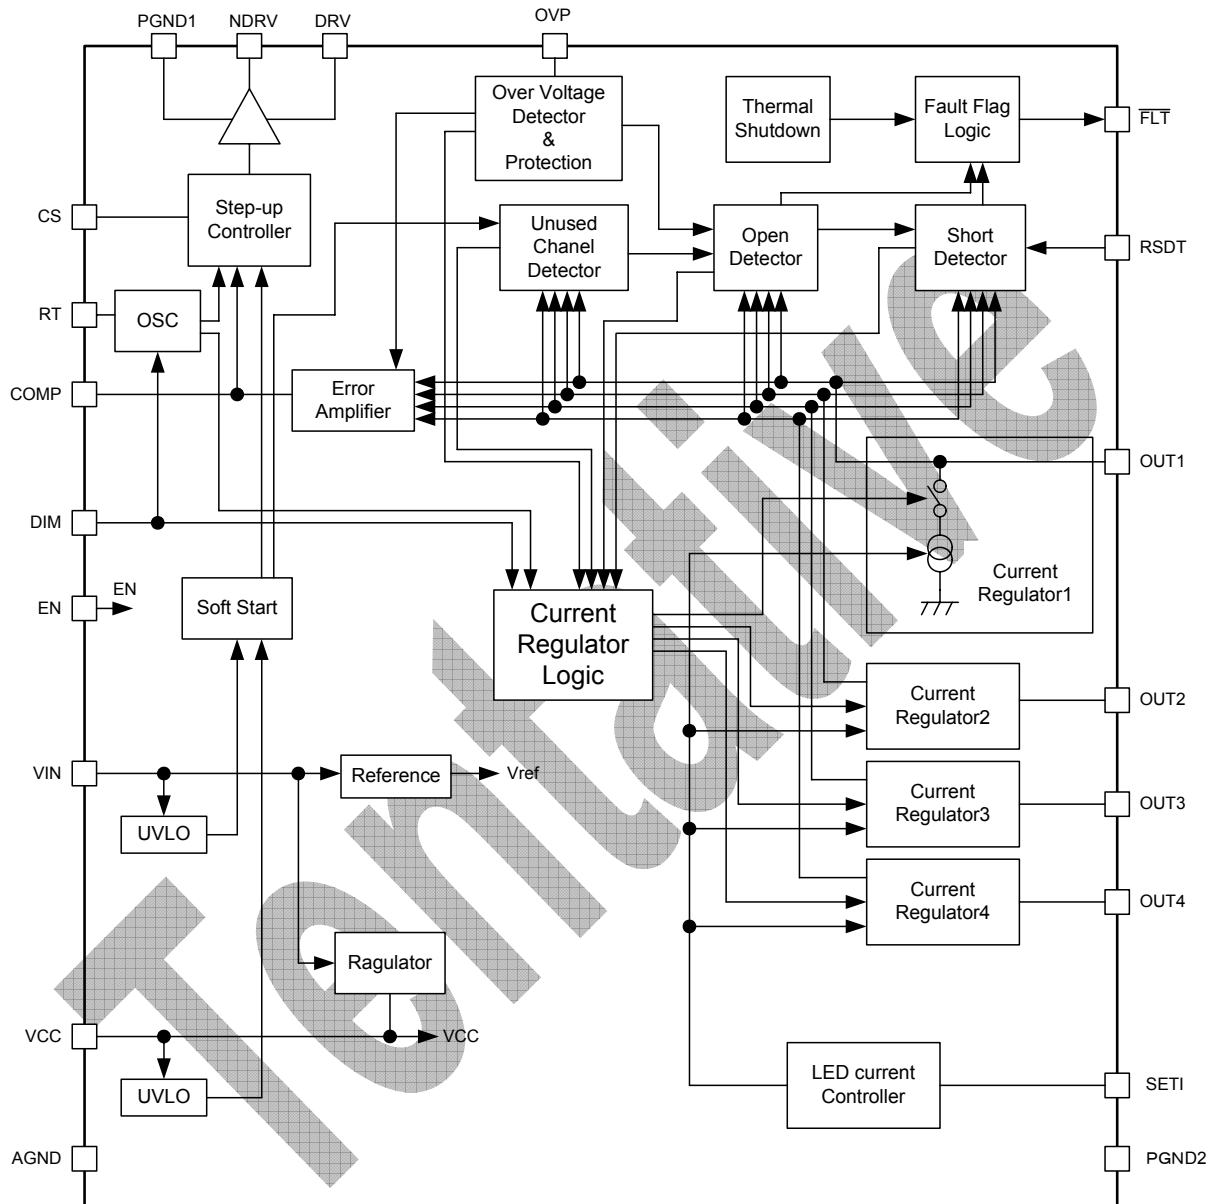 PGND1
NDRV
DRV
OVP
Over Voltage
Detector
&
Protection
Thermal
Shutdown
Fault Flag
Logic
FLT
CS
Step-up
Controller
Unused
Chanel
Detector
Open
Detector
Short
Detector
RSDT
RT
OSC
COMP
Error
Amplifier
OUT1
DIM
EN
EN
Soft Start
Current
Regulator
Logic
Current
Regulator1
Current
Regulator2
OUT2
VIN
Reference
Vref
UVLO
Current
Regulator3
OUT3
Current
Regulator4
OUT4
Ragulator
VCC
VCC
UVLO
LED current
Controller
SETI
AGND
PGND2
Tentative